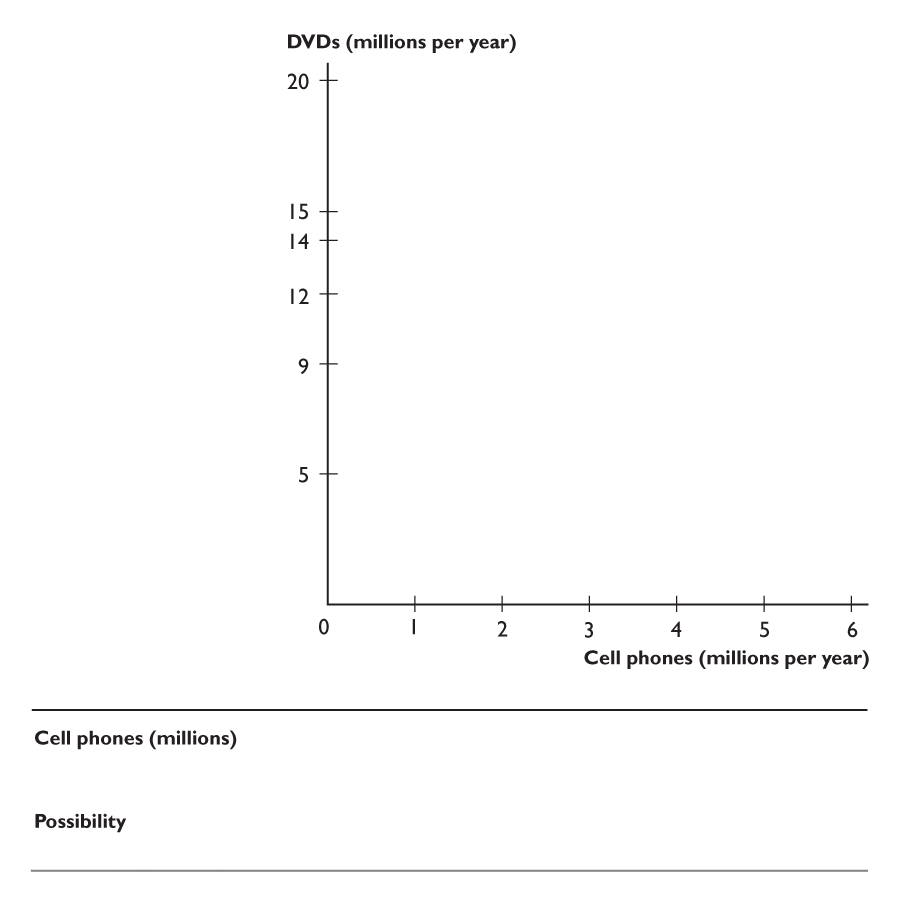 DVDs (millions per year)
20
15
14
12
9
5
0 1 2 3 4 5 6
Cell phones (millions per year)
Cell phones (millions)
Possibility